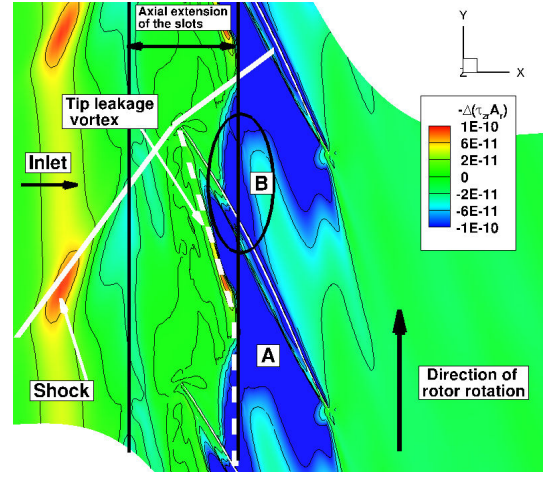 Axial extension
of the slots
Y
Z
X
Tip leakage
vortex
-Δ(τzrAr)
1E-10
6E-11
2E-11
0
-2E-11
-6E-11
-1E-10
Inlet
B
A
Shock
Direction of
rotor rotation